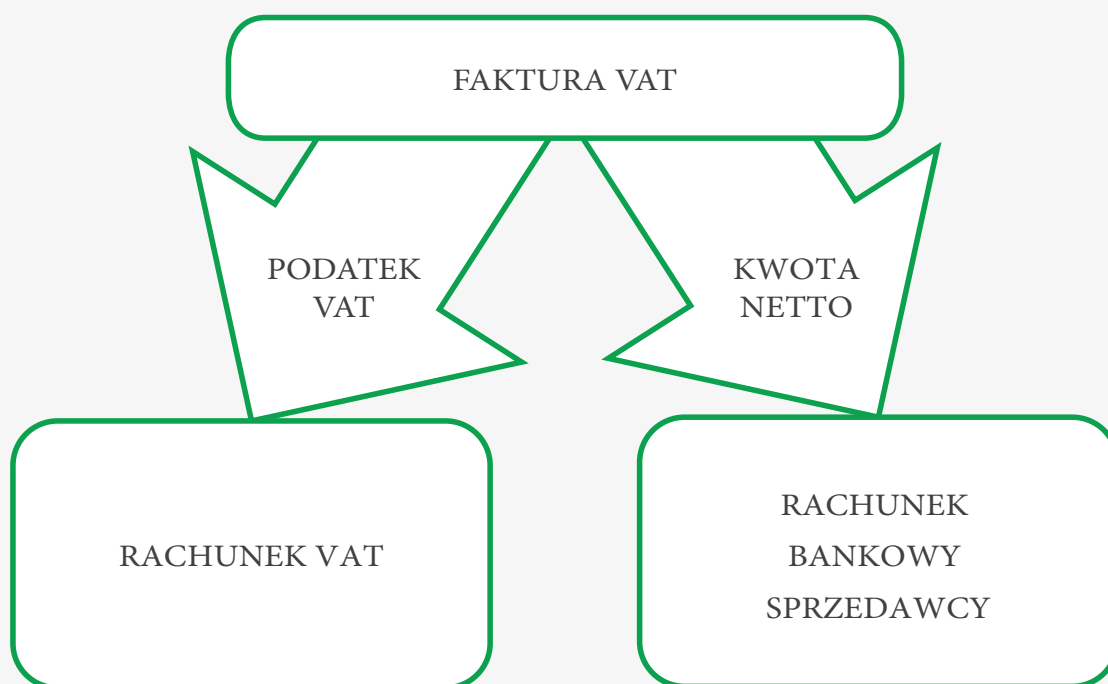 FAKTURA VAT
PODATEK
VAT
KWOTA
NETTO
RACHUNEK VAT
RACHUNEK
BANKOWY
SPRZEDAWCY